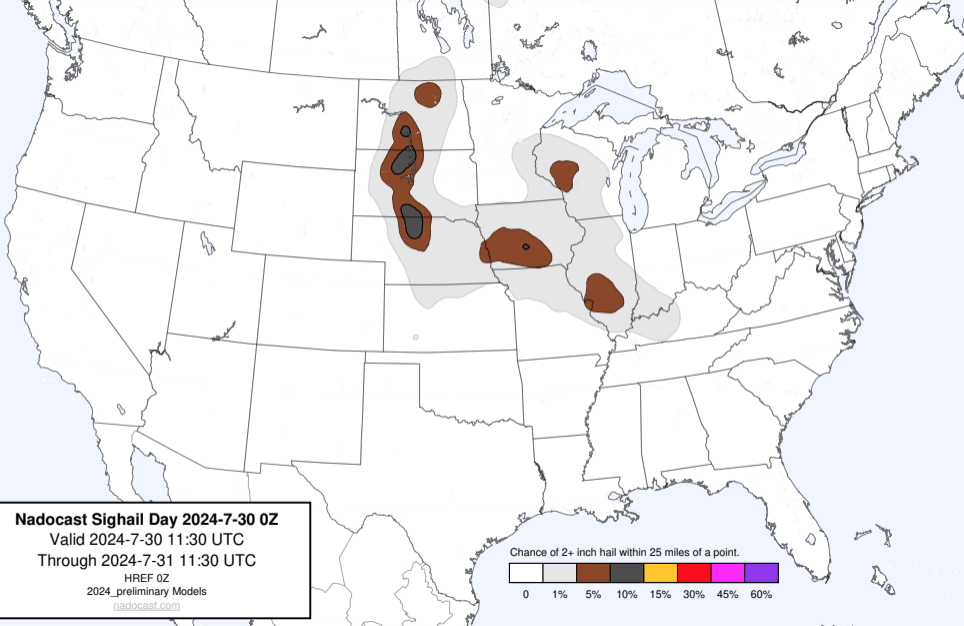 Nadocast Sighail Day 2024-7-30 0Z
Valid 2024-7-30 11:30 UTC
Through 2024-7-31 11:30 UTC
HREF 0Z
2024_preliminary Models
nadocast.com
Chance of 2+ inch hail within 25 miles of a point.
0 1% 5% 10% 15% 30% 45% 60%